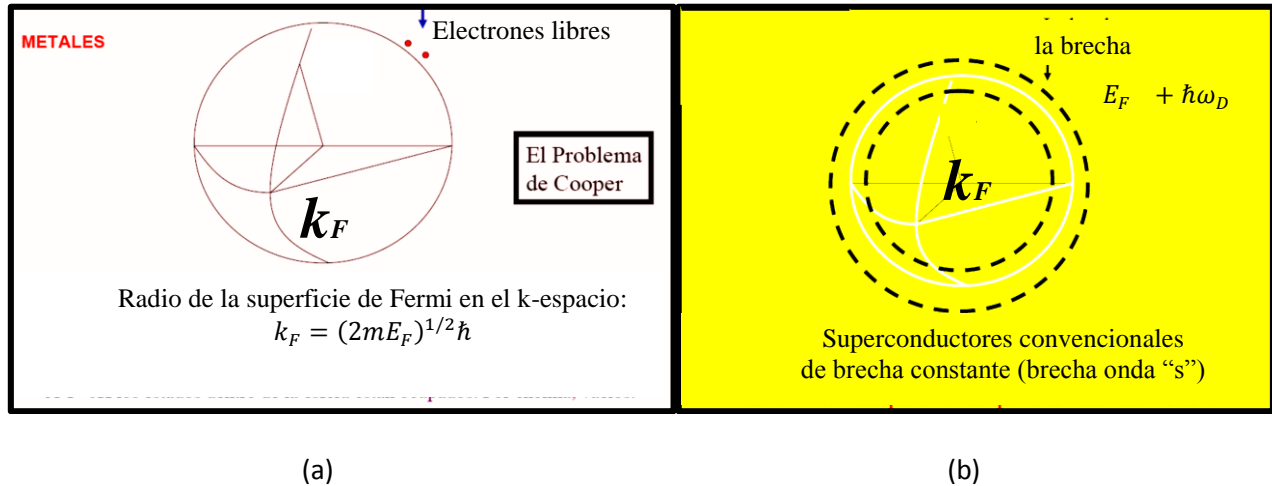 METALES
Electrones libres
El Problema
de Cooper
k_F
Radio de la superficie de Fermi en el k-espacio:
k_F = (2mE_F)^{1/2}ℏ
la brecha
E_F + ℏω_D
k_F
Superconductores convencionales
de brecha constante (brecha onda “s”)
(a)
(b)